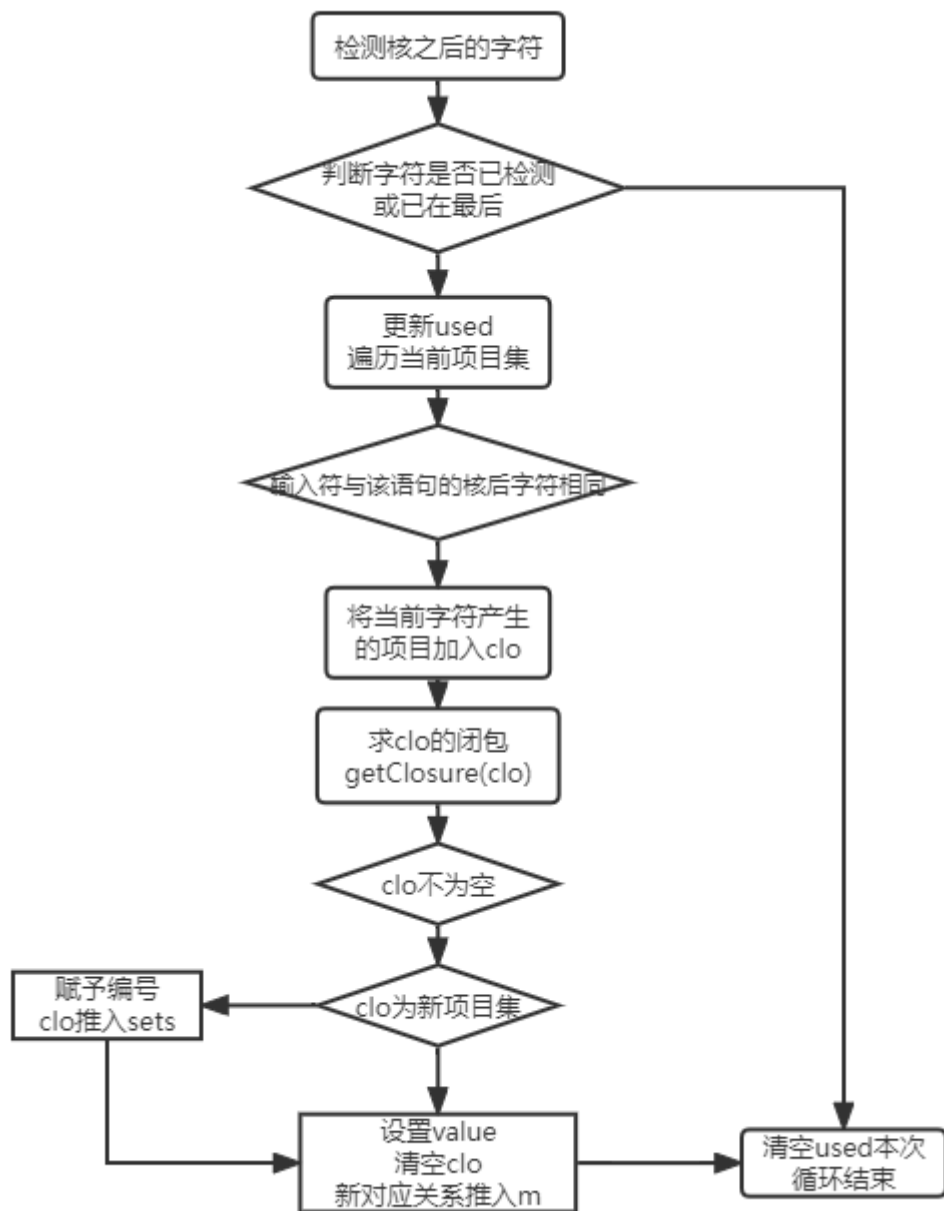 检测核之后的字符
判断字符是否已检测
或已在最后
更新used
遍历当前项目集
输入符与该语句的核后字符相同
将当前字符产生
的项目加入clo
求clo的闭包
getClosure(clo)
clo不为空
clo为新项目集
赋予编号
clo推入sets
设置value
清空clo
新对应关系推入m
清空used本次
循环结束